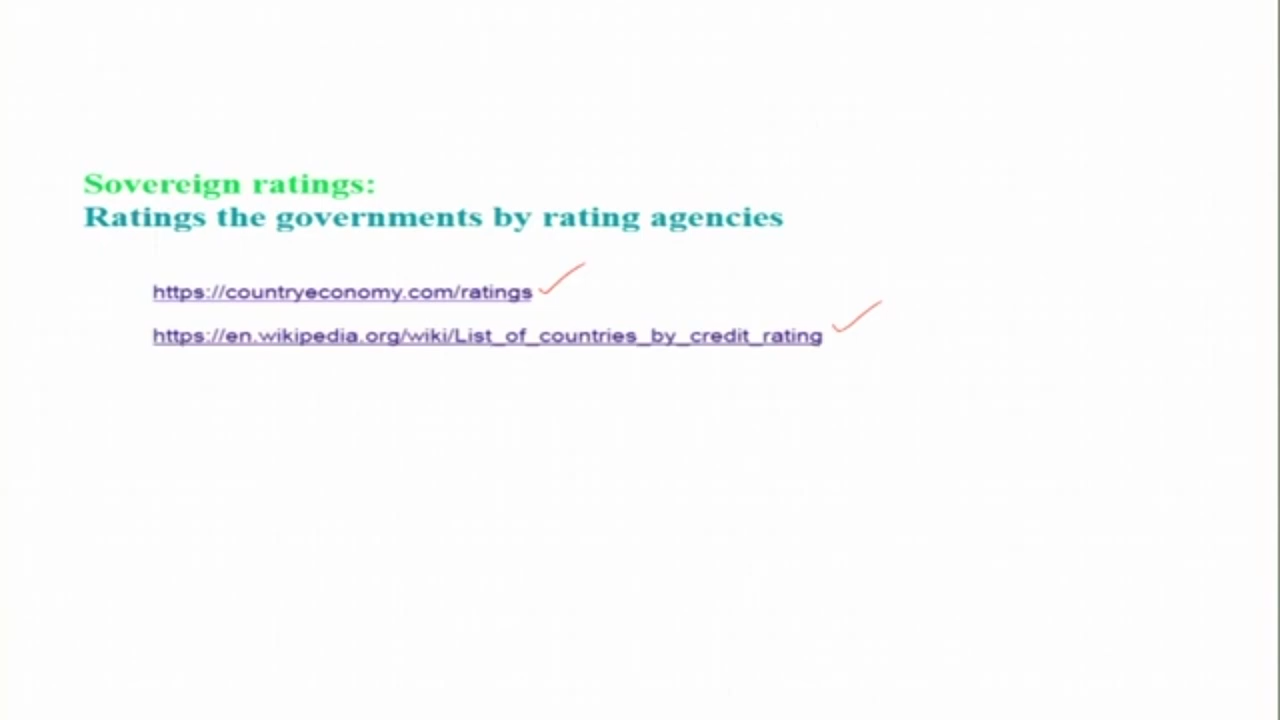 Sovereign ratings:
Ratings the governments by rating agencies
https://countryeconomy.com/ratings
https://en.wikipedia.org/wiki/List_of_countries_by_credit_rating